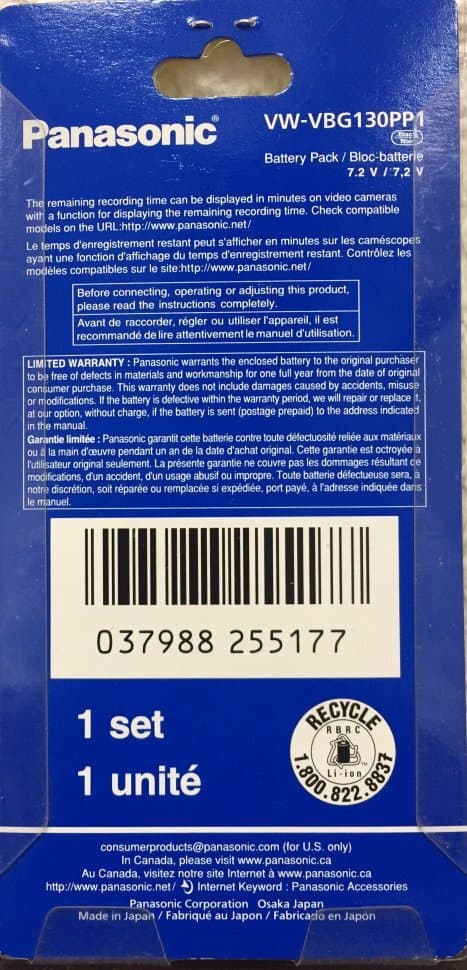 Panasonic®
VW-VBG130PP1
Black
Noir
Battery Pack / Bloc-batterie
7.2 V / 7,2 V
The remaining recording time can be displayed in minutes on video cameras
with a function for displaying the remaining recording time. Check compatible
models on the URL:http://www.panasonic.net/
Le temps d'enregistrement restant peut s'afficher en minutes sur les caméscopes
ayant une fonction d'affichage du temps d'enregistrement restant. Contrôlez les
modèles compatibles sur le site:http://www.panasonic.net/
Before connecting, operating or adjusting this product,
please read the instructions completely.
Avant de raccorder, régler ou utiliser l'appareil, il est
recommandé de lire attentivement le manuel d'utilisation.
LIMITED WARRANTY : Panasonic warrants the enclosed battery to the original purchaser
to be free of defects in materials and workmanship for one full year from the date of original
consumer purchase. This warranty does not include damages caused by accidents, misuse
or modifications. If the battery is defective within the warranty period, we will repair or replace it,
at our option, without charge, if the battery is sent (postage prepaid) to the address indicated
in the manual.
Garantie limitée : Panasonic garantit cette batterie contre toute défectuosité reliée aux matériaux
ou à la main d'œuvre pendant un an de la date d'achat original. Cette garantie est octroyée à
l'utilisateur original seulement. La présente garantie ne couvre pas les dommages résultant de
modifications, d'un accident, d'un usage abusif ou impropre. Toute batterie défectueuse sera, à
notre discrétion, soit réparée ou remplacée si expédiée, port payé, à l'adresse indiquée dans
le manuel.
037988 255177
1 set
1 unité
RECYCLE
RBRC
TM
Li-ion
1.800.822.8837
consumerproducts@panasonic.com (for U.S. only)
In Canada, please visit www.panasonic.ca
Au Canada, visitez notre site Internet à www.panasonic.ca
http://www.panasonic.net/ Internet Keyword : Panasonic Accessories
Panasonic Corporation Osaka Japan
Made in Japan / Fabriqué au Japon / Fabricado en Japón